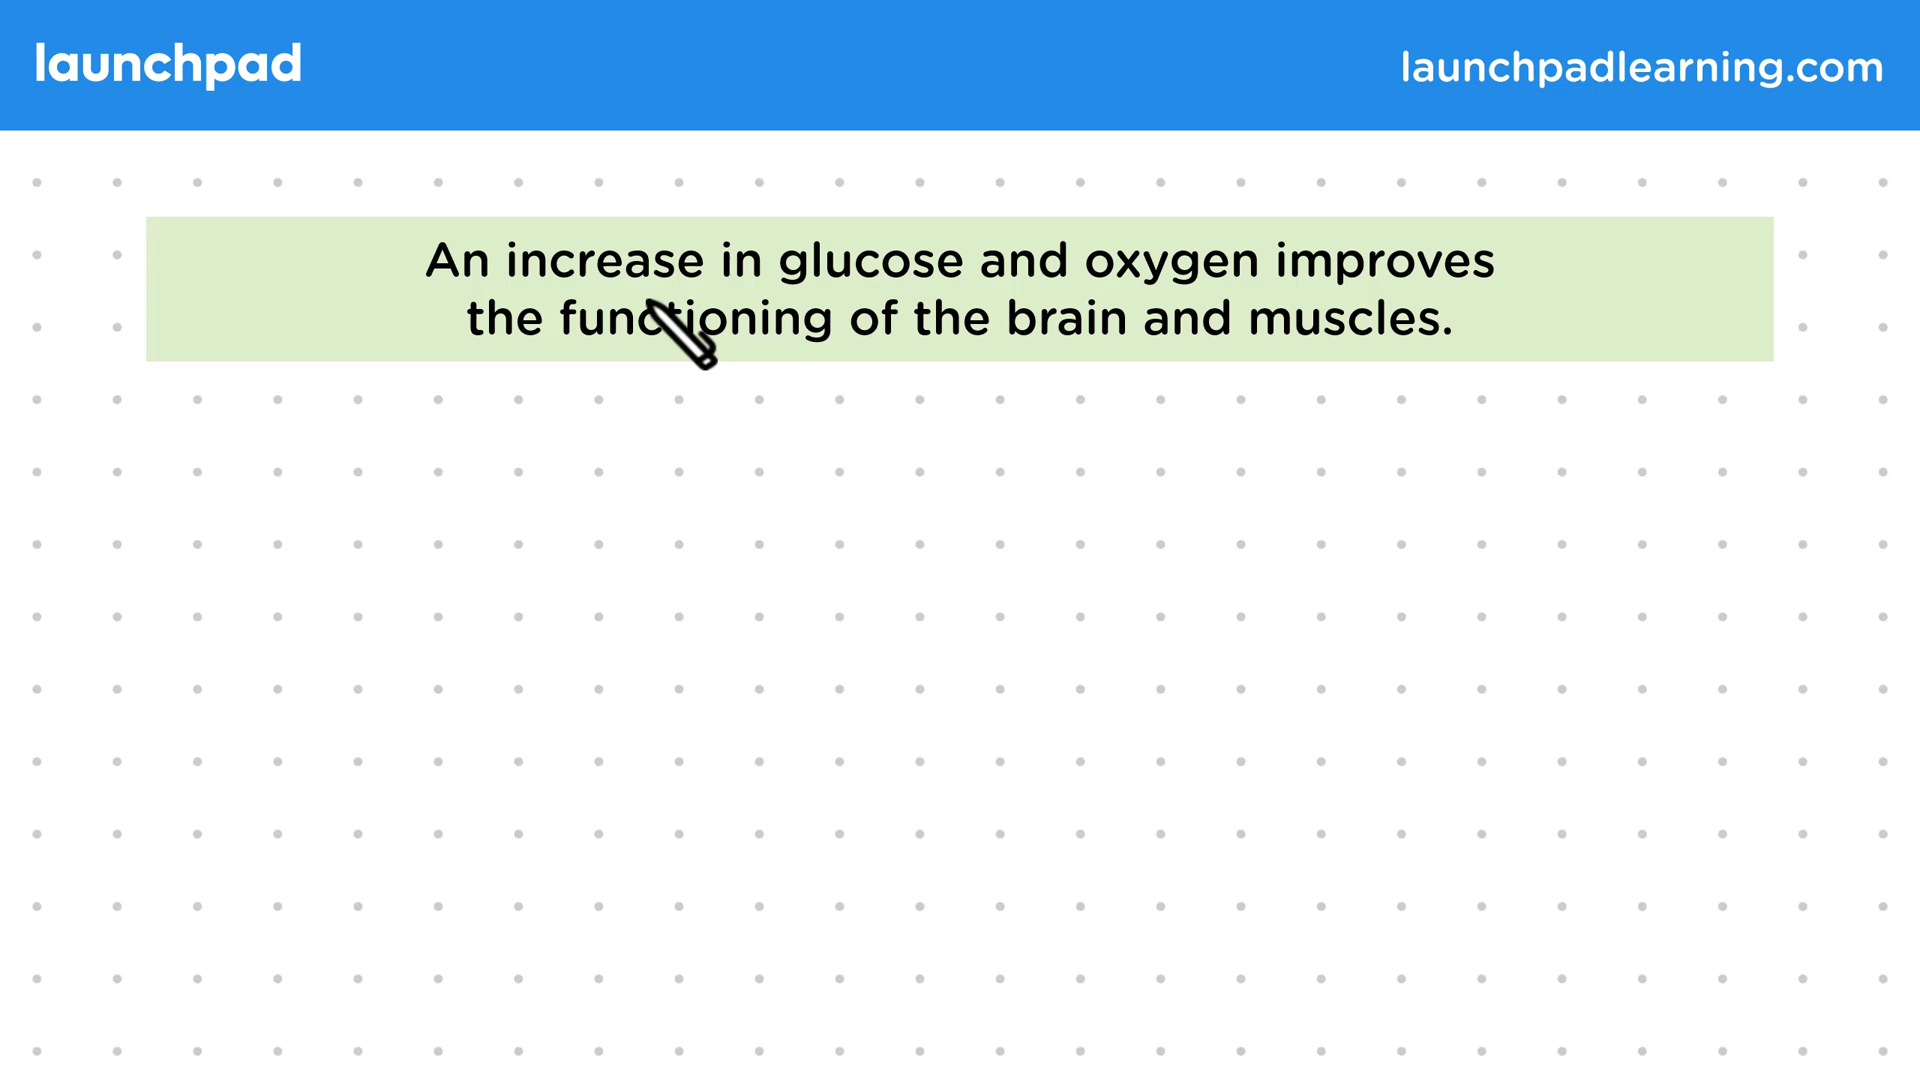 launchpad
launchpadlearning.com
An increase in glucose and oxygen improves
the functioning of the brain and muscles.